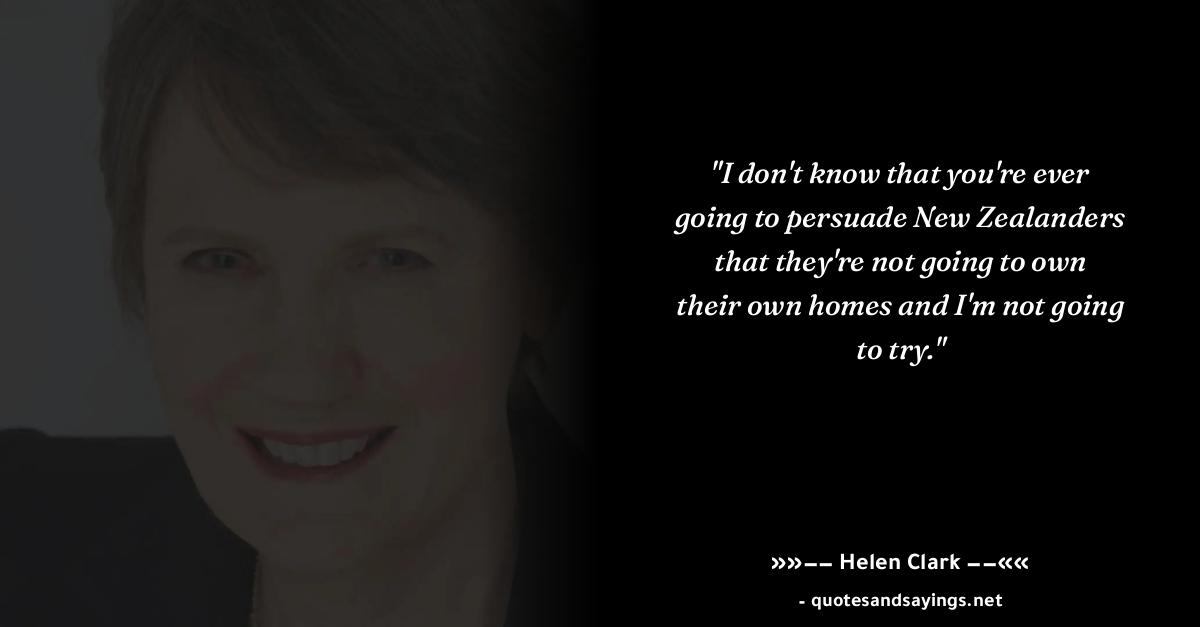 "I don't know that you're ever
going to persuade New Zealanders
that they're not going to own
their own homes and I'm not going
to try."
»»-- Helen Clark --««
- quotesandsayings.net